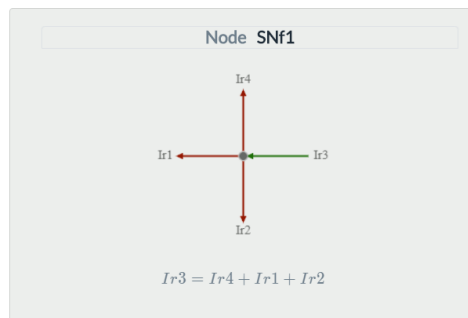 Node SNf1
Ir4
Ir1
Ir3
Ir2
Ir3 = Ir4 + Ir1 + Ir2